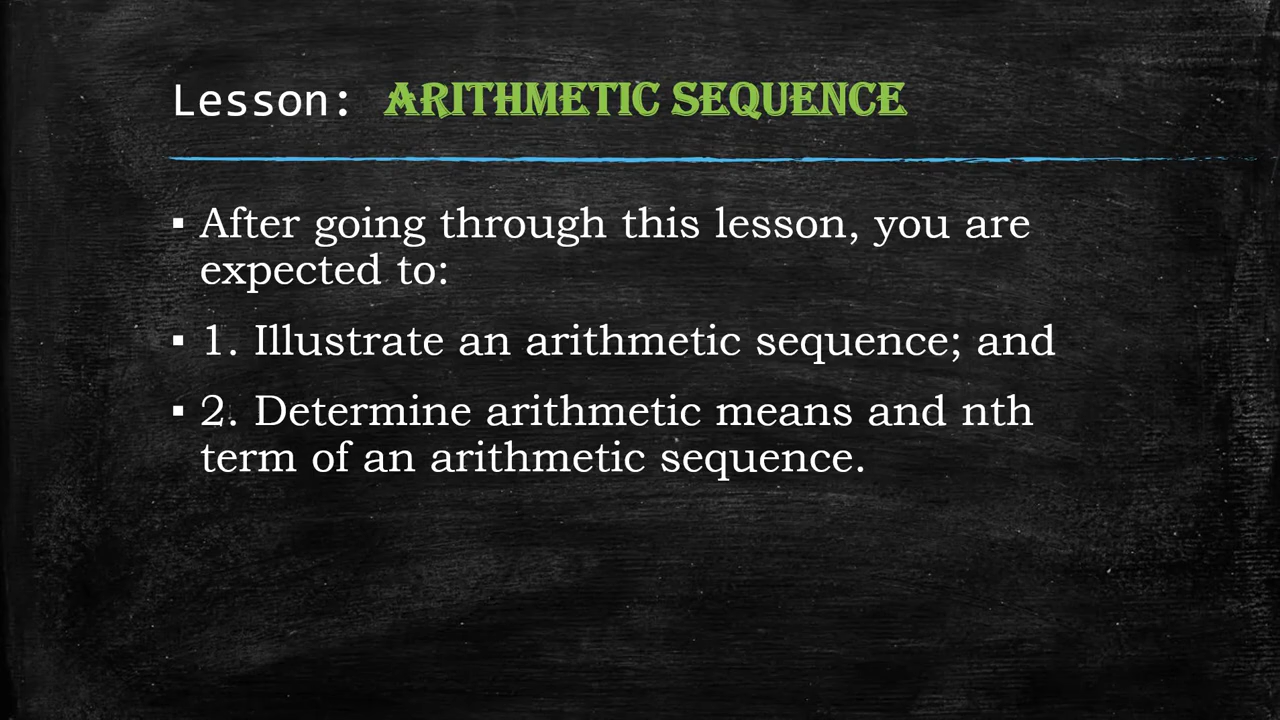 Lesson: ARITHMETIC SEQUENCE
▪ After going through this lesson, you are
expected to:
▪ 1. Illustrate an arithmetic sequence; and
▪ 2. Determine arithmetic means and nth
term of an arithmetic sequence.